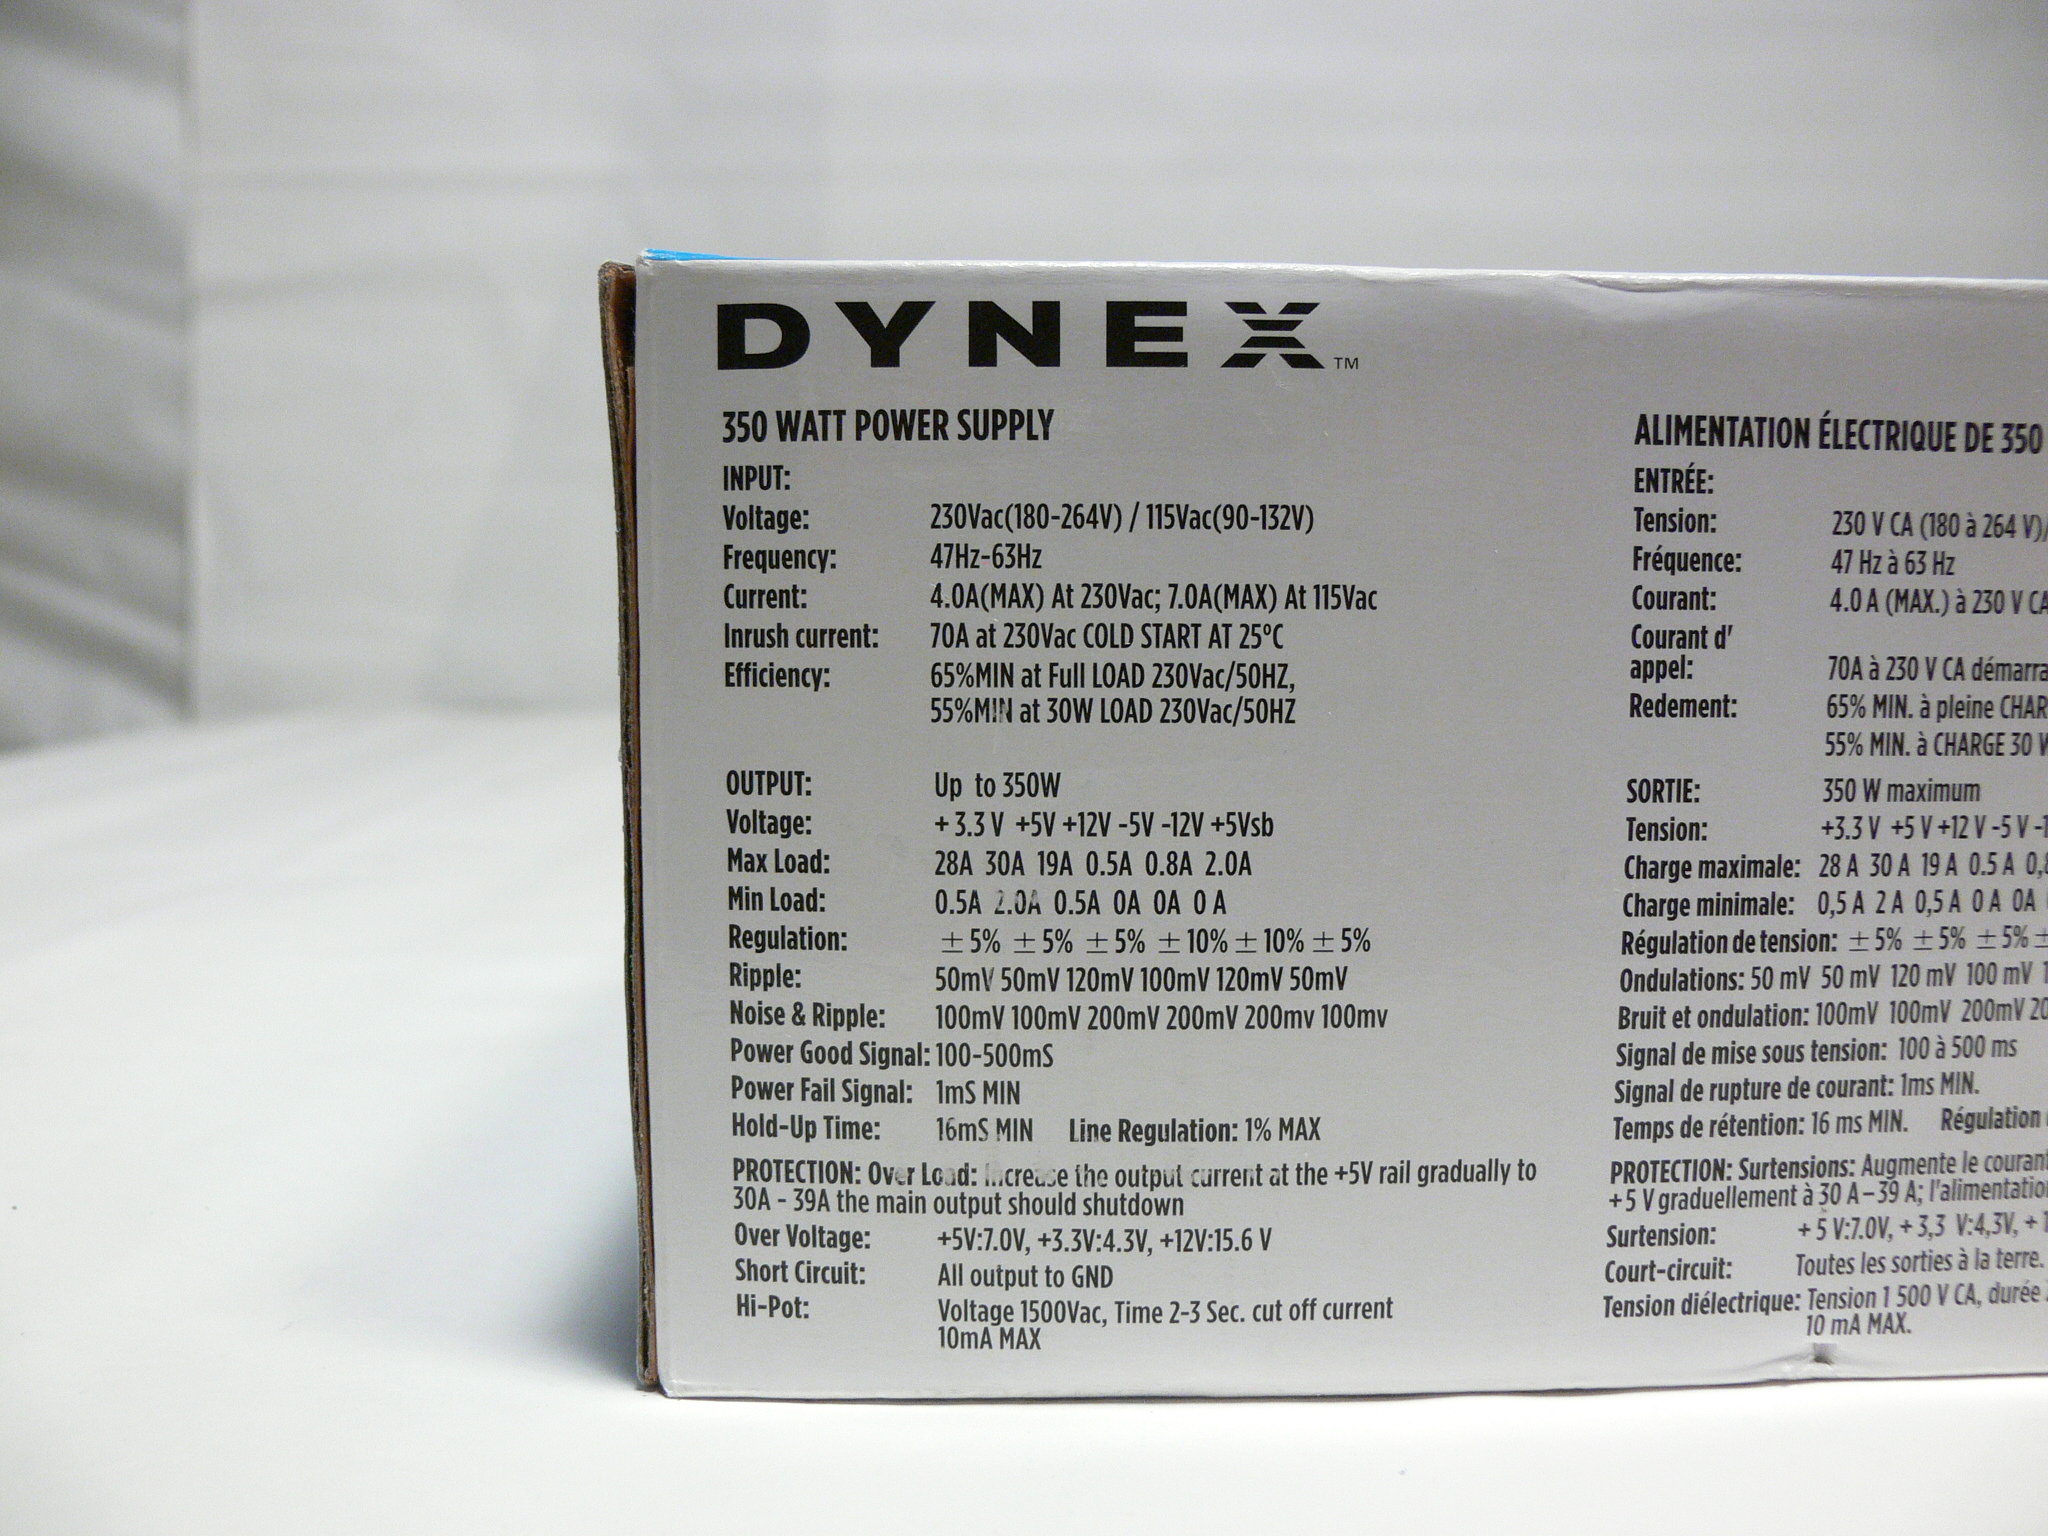 DYNEX™
350 WATT POWER SUPPLY
INPUT:
Voltage: 230Vac(180-264V) / 115Vac(90-132V)
Frequency: 47Hz-63Hz
Current: 4.0A(MAX) At 230Vac; 7.0A(MAX) At 115Vac
Inrush current: 70A at 230Vac COLD START AT 25°C
Efficiency: 65%MIN at Full LOAD 230Vac/50HZ,
55%MIN at 30W LOAD 230Vac/50HZ
OUTPUT: Up to 350W
Voltage: + 3.3 V +5V +12V -5V -12V +5Vsb
Max Load: 28A 30A 19A 0.5A 0.8A 2.0A
Min Load: 0.5A 2.0A 0.5A 0A 0A 0 A
Regulation: ± 5% ± 5% ± 5% ± 10% ± 10% ± 5%
Ripple: 50mV 50mV 120mV 100mV 120mV 50mV
Noise & Ripple: 100mV 100mV 200mV 200mV 200mv 100mv
Power Good Signal: 100-500mS
Power Fail Signal: 1mS MIN
Hold-Up Time: 16mS MIN Line Regulation: 1% MAX
PROTECTION: Over Load: Increase the output current at the +5V rail gradually to
30A - 39A the main output should shutdown
Over Voltage: +5V:7.0V, +3.3V:4.3V, +12V:15.6 V
Short Circuit: All output to GND
Hi-Pot: Voltage 1500Vac, Time 2-3 Sec. cut off current
10mA MAX
ALIMENTATION ÉLECTRIQUE DE 350
ENTRÉE:
Tension: 230 V CA (180 à 264 V)/
Fréquence: 47 Hz à 63 Hz
Courant: 4.0 A (MAX.) à 230 V CA
Courant d'
appel: 70A à 230 V CA démarra
Redement: 65% MIN. à pleine CHAR
55% MIN. à CHARGE 30 W
SORTIE: 350 W maximum
Tension: +3.3 V +5 V +12 V -5 V -1
Charge maximale: 28 A 30 A 19 A 0.5 A 0,8
Charge minimale: 0,5 A 2 A 0,5 A 0 A 0A
Régulation de tension: ± 5% ± 5% ± 5% ±
Ondulations: 50 mV 50 mV 120 mV 100 mV 1
Bruit et ondulation: 100mV 100mV 200mV 20
Signal de mise sous tension: 100 à 500 ms
Signal de rupture de courant: 1ms MIN.
Temps de rétention: 16 ms MIN. Régulation
PROTECTION: Surtensions: Augmente le courant
+5 V graduellement à 30 A – 39 A; l'alimentatio
Surtension: + 5 V:7.0V, + 3,3 V:4,3V, + 1
Court-circuit: Toutes les sorties à la terre.
Tension diélectrique: Tension 1 500 V CA, durée
10 mA MAX.